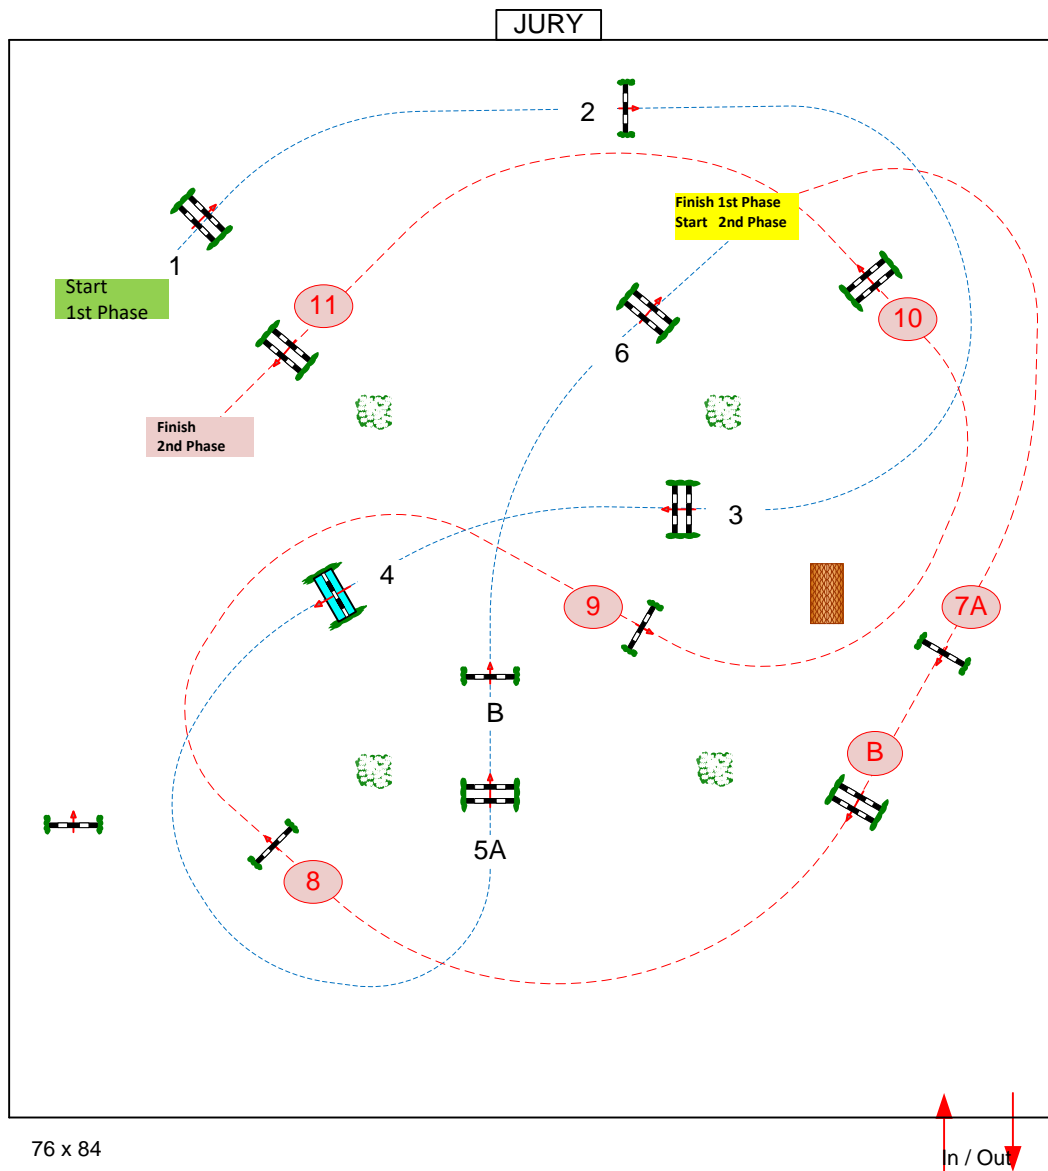 JURY
2
Finish 1st Phase
Start 2nd Phase
1
Start
1st Phase
11
10
6
Finish
2nd Phase
3
4
9
7A
B
B
5A
8
76 x 84
In / Out